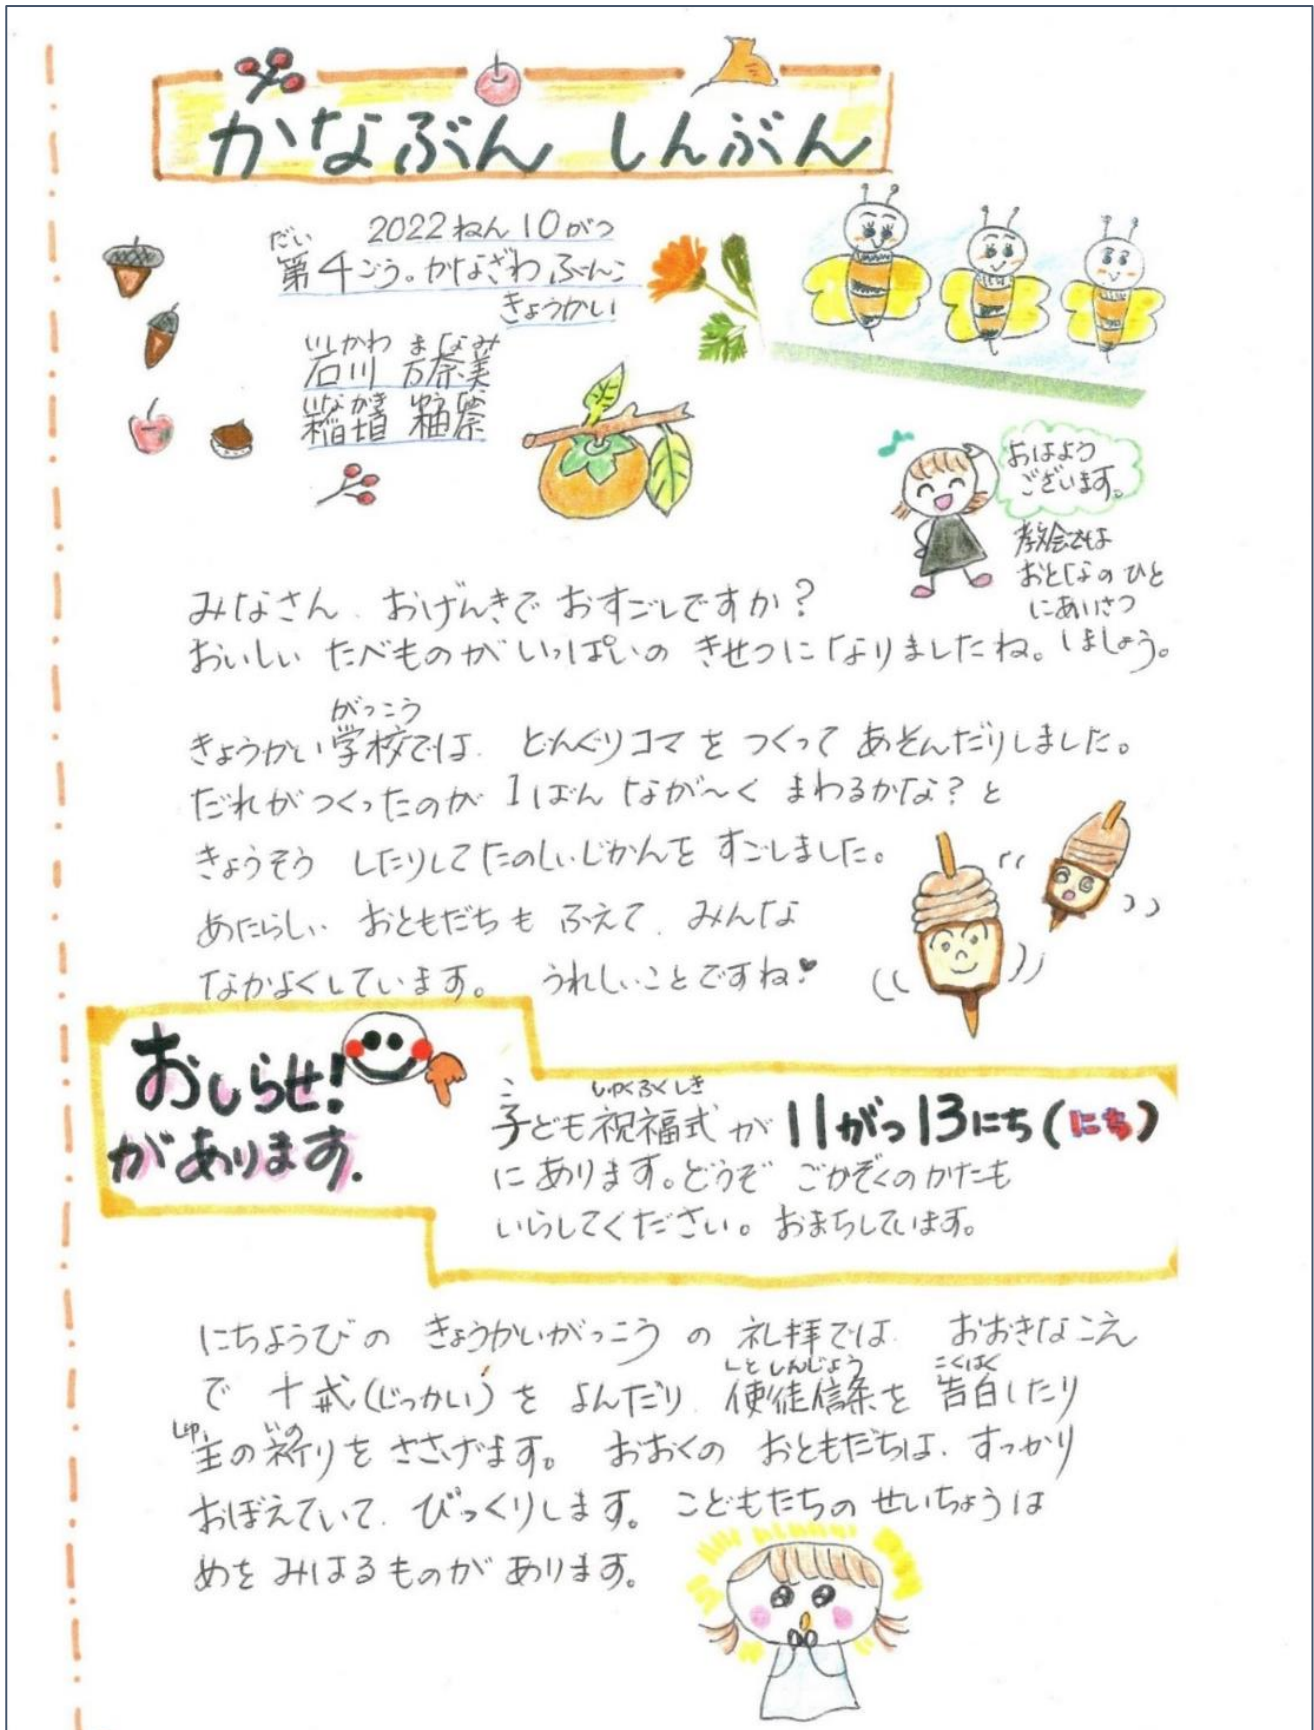 かなぶん しんぶん
2022ねん10がつ
だい
第4ごう。かなざわぶんこ
きょうかい
いしかわ まなみ
石川 万奈美
いながき ゆうな
稲垣 柚奈
おはよう
ございます。
教会では
おとなのひと
にあいさつ
しましょう。
みなさん、おげんきで おすごしですか?
おいしい たべものが いっぱいの きせつに なりましたね。
がっこう
きょうかい学校では、どんぐりコマ を つくって あそんだりしました。
だれがつくったのが 1ばん なが〜く まわるかな?と
きょうそう したりして たのしいじかんを すごしました。
あたらしい おともだちも ふえて、みんな
なかよくしています。 うれしいことですね♥
おしらせ!
があります.
こ しゅくふくしき
子ども祝福式 が 11がつ13にち(にち)
に あります。どうぞ ごかぞくのかたも
いらしてください。おまちしています。
にちようびの きょうかいがっこう の 礼拝では、おおきなこえ
しとしんじょう こくはく
で 十戒(じっかい)を よんだり、使徒信条を 告白したり
しゅ いの
主の祈りを ささげます。 おおくの おともだちは、すっかり
おぼえていて、びっくりします。こどもたちの せいちょうは
めを みはるものが あります。